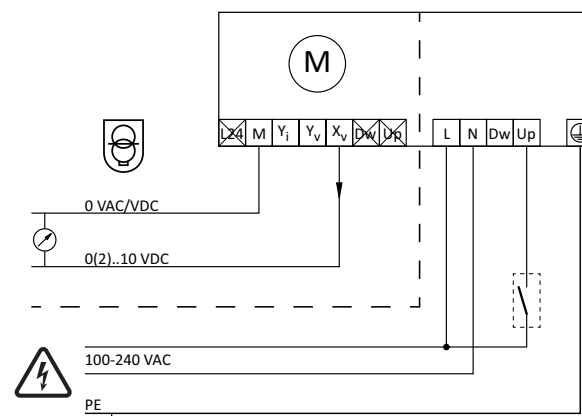 M
L24 M Yi Yv Xv Dw Up L N Dw Up
0 VAC/VDC
0(2)..10 VDC
100-240 VAC
PE